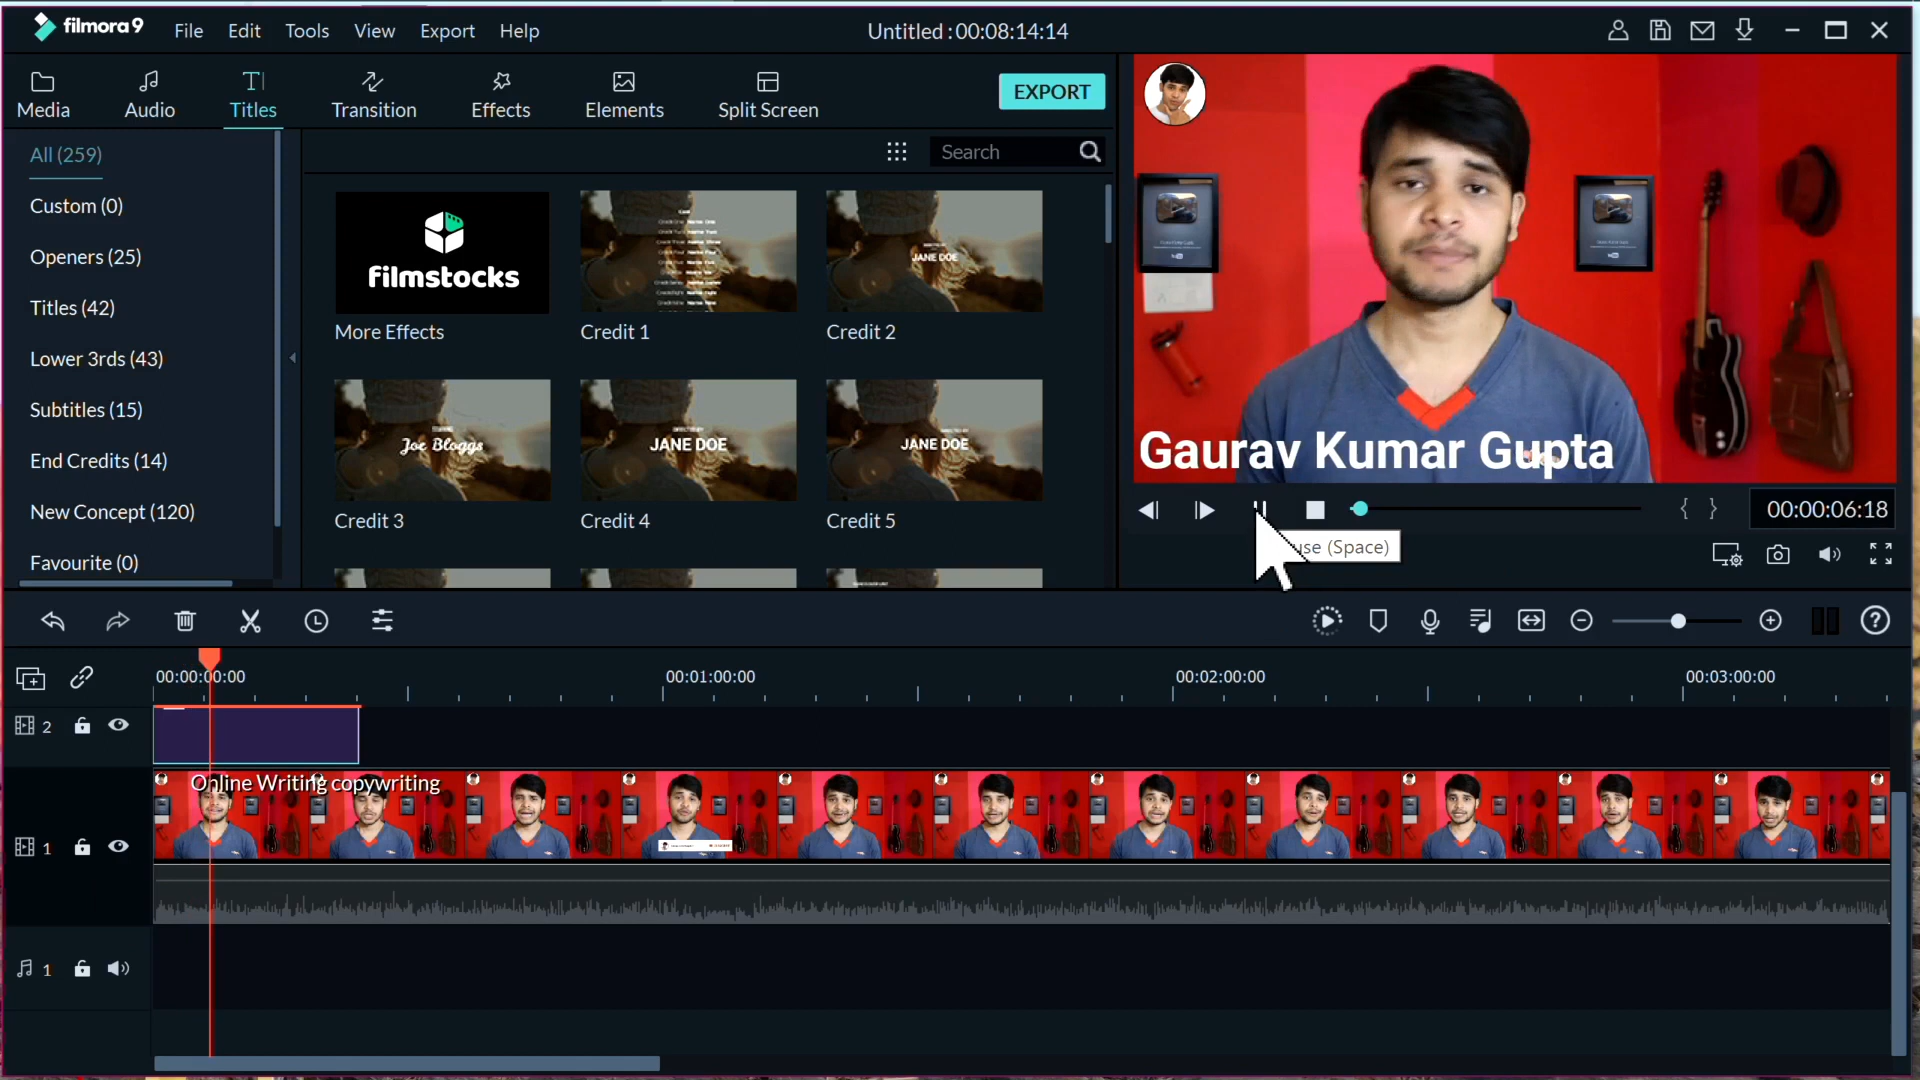 filmora 9
File Edit Tools View Export Help
Untitled : 00:08:14:14
Media Audio Titles Transition Effects Elements Split Screen
EXPORT
All (259)
Custom (0)
Openers (25)
Titles (42)
Lower 3rds (43)
Subtitles (15)
End Credits (14)
New Concept (120)
Favourite (0)
Search
filmstocks
JANE DOE
More Effects
Credit 1
Credit 2
Joe Bloggs
JANE DOE
JANE DOE
Credit 3
Credit 4
Credit 5
Gaurav Kumar Gupta
00:00:06:18
use (Space)
00:00:00:00
00:01:00:00
00:02:00:00
00:03:00:00
2
Online Writing copywriting
1
1